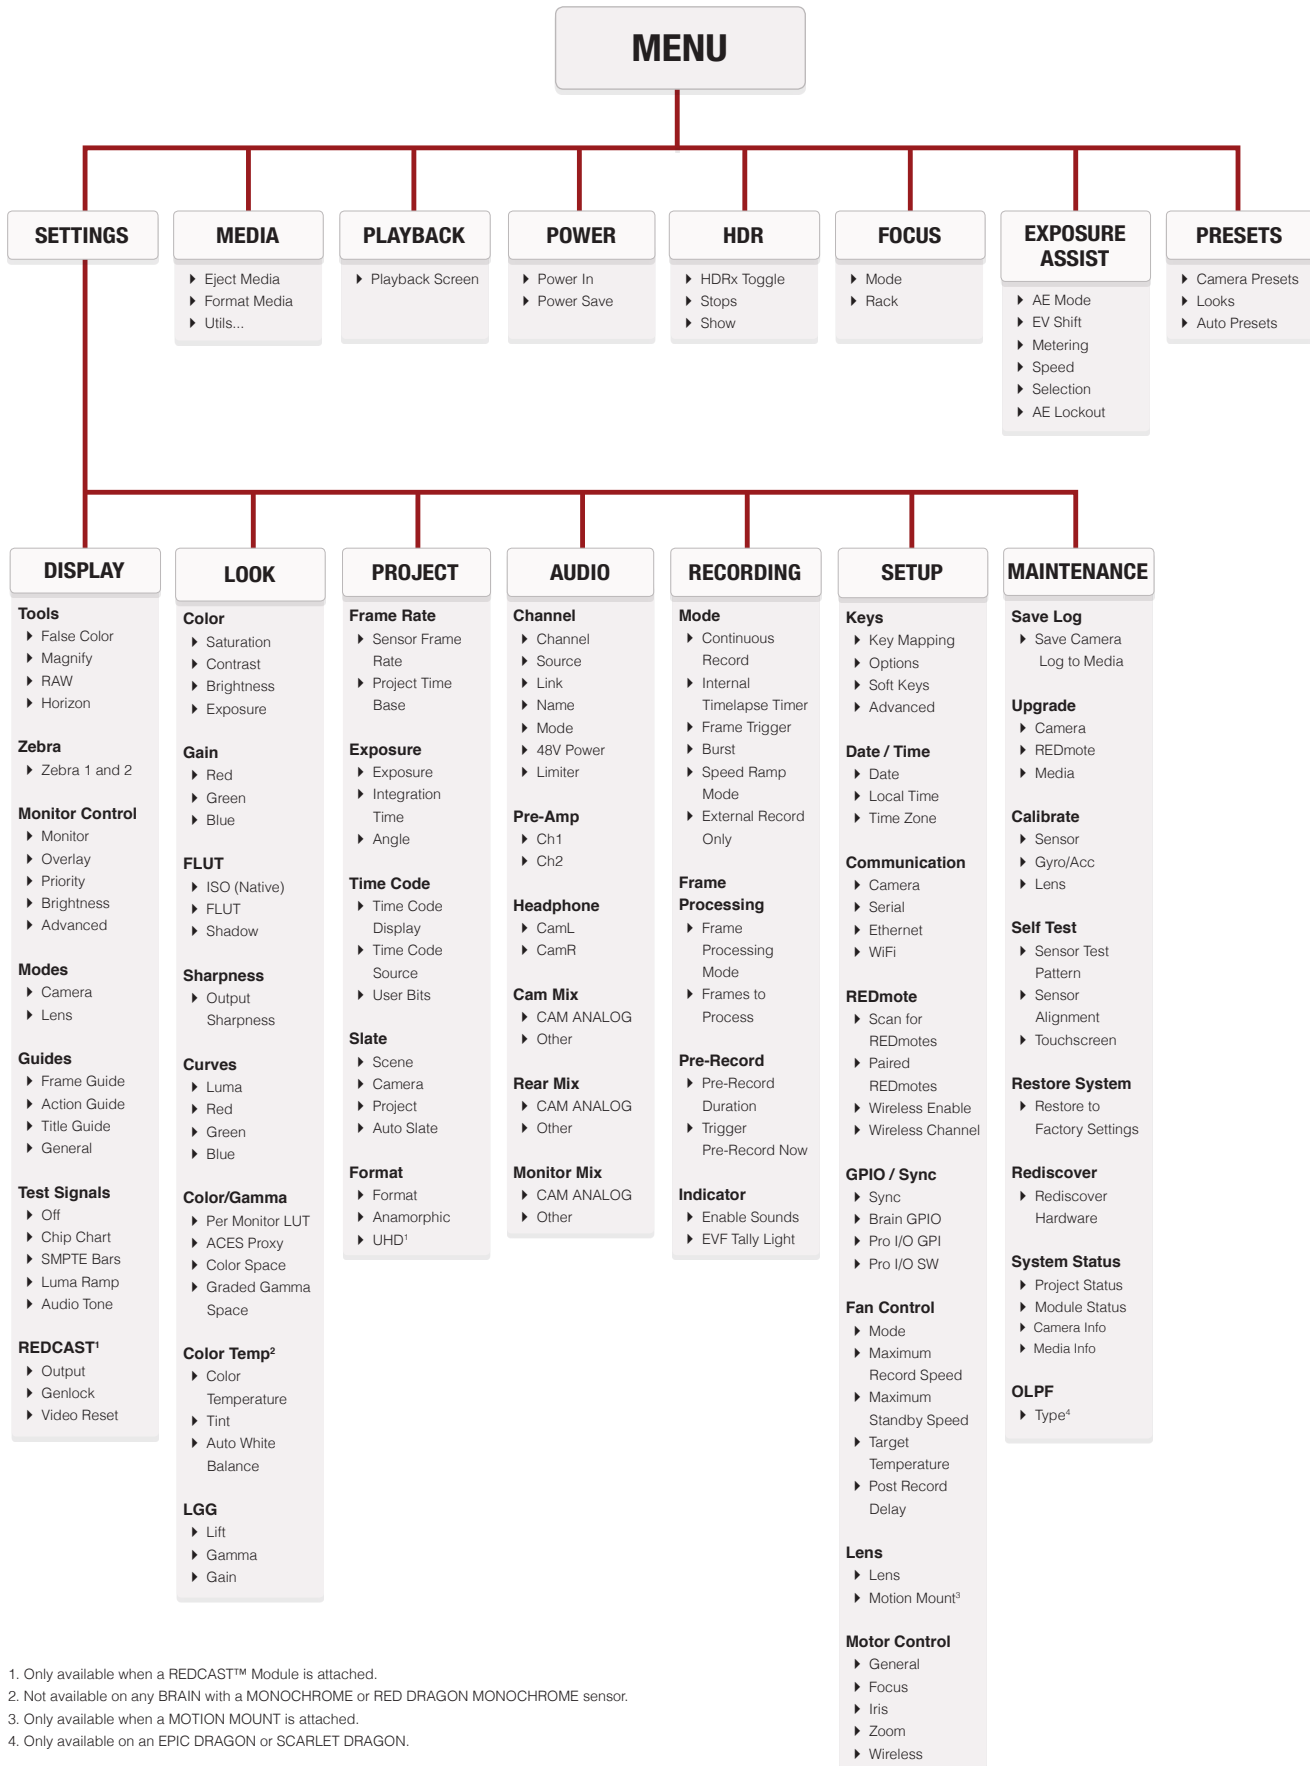 MENU
SETTINGS
MEDIA
Eject Media
Format Media
Utils...
PLAYBACK
Playback Screen
POWER
Power In
Power Save
HDR
HDRx Toggle
Stops
Show
FOCUS
Mode
Rack
EXPOSURE
ASSIST
AE Mode
EV Shift
Metering
Speed
Selection
AE Lockout
PRESETS
Camera Presets
Looks
Auto Presets
DISPLAY
Tools
False Color
Magnify
RAW
Horizon
Zebra
Zebra 1 and 2
Monitor Control
Monitor
Overlay
Priority
Brightness
Advanced
Modes
Camera
Lens
Guides
Frame Guide
Action Guide
Title Guide
General
Test Signals
Off
Chip Chart
SMPTE Bars
Luma Ramp
Audio Tone
REDCAST¹
Output
Genlock
Video Reset
LOOK
Color
Saturation
Contrast
Brightness
Exposure
Gain
Red
Green
Blue
FLUT
ISO (Native)
FLUT
Shadow
Sharpness
Output
Sharpness
Curves
Luma
Red
Green
Blue
Color/Gamma
Per Monitor LUT
ACES Proxy
Color Space
Graded Gamma
Space
Color Temp²
Color
Temperature
Tint
Auto White
Balance
LGG
Lift
Gamma
Gain
PROJECT
Frame Rate
Sensor Frame
Rate
Project Time
Base
Exposure
Exposure
Integration
Time
Angle
Time Code
Time Code
Display
Time Code
Source
User Bits
Slate
Scene
Camera
Project
Auto Slate
Format
Format
Anamorphic
UHD¹
AUDIO
Channel
Channel
Source
Link
Name
Mode
48V Power
Limiter
Pre-Amp
Ch1
Ch2
Headphone
CamL
CamR
Cam Mix
CAM ANALOG
Other
Rear Mix
CAM ANALOG
Other
Monitor Mix
CAM ANALOG
Other
RECORDING
Mode
Continuous
Record
Internal
Timelapse Timer
Frame Trigger
Burst
Speed Ramp
Mode
External Record
Only
Frame
Processing
Frame
Processing
Mode
Frames to
Process
Pre-Record
Pre-Record
Duration
Trigger
Pre-Record Now
Indicator
Enable Sounds
EVF Tally Light
SETUP
Keys
Key Mapping
Options
Soft Keys
Advanced
Date / Time
Date
Local Time
Time Zone
Communication
Camera
Serial
Ethernet
WiFi
REDmote
Scan for
REDmotes
Paired
REDmotes
Wireless Enable
Wireless Channel
GPIO / Sync
Sync
Brain GPIO
Pro I/O GPI
Pro I/O SW
Fan Control
Mode
Maximum
Record Speed
Maximum
Standby Speed
Target
Temperature
Post Record
Delay
Lens
Lens
Motion Mount³
Motor Control
General
Focus
Iris
Zoom
Wireless
MAINTENANCE
Save Log
Save Camera
Log to Media
Upgrade
Camera
REDmote
Media
Calibrate
Sensor
Gyro/Acc
Lens
Self Test
Sensor Test
Pattern
Sensor
Alignment
Touchscreen
Restore System
Restore to
Factory Settings
Rediscover
Rediscover
Hardware
System Status
Project Status
Module Status
Camera Info
Media Info
OLPF
Type⁴
1. Only available when a REDCAST™ Module is attached.
2. Not available on any BRAIN with a MONOCHROME or RED DRAGON MONOCHROME sensor.
3. Only available when a MOTION MOUNT is attached.
4. Only available on an EPIC DRAGON or SCARLET DRAGON.